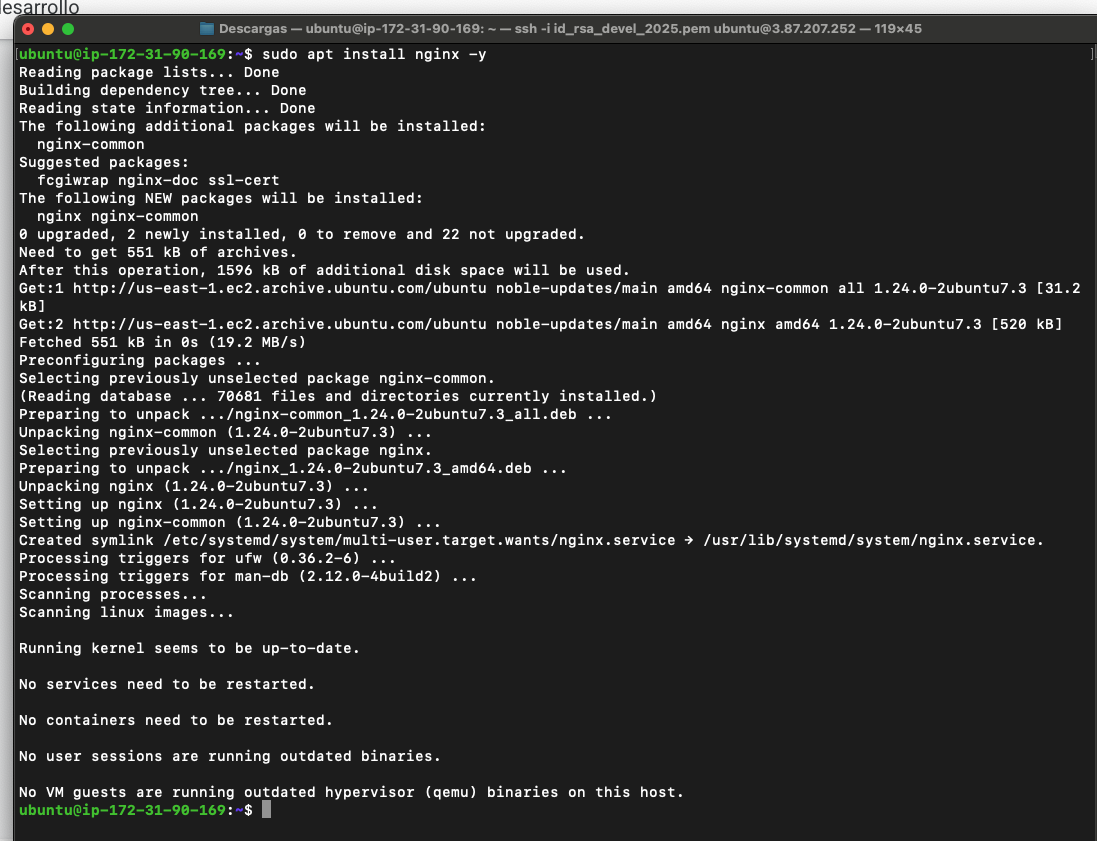 esarrollo
Descargas — ubuntu@ip-172-31-90-169: ~ — ssh -i id_rsa_devel_2025.pem ubuntu@3.87.207.252 — 119×45
[ubuntu@ip-172-31-90-169:~$ sudo apt install nginx -y ]
Reading package lists... Done
Building dependency tree... Done
Reading state information... Done
The following additional packages will be installed:
  nginx-common
Suggested packages:
  fcgiwrap nginx-doc ssl-cert
The following NEW packages will be installed:
  nginx nginx-common
0 upgraded, 2 newly installed, 0 to remove and 22 not upgraded.
Need to get 551 kB of archives.
After this operation, 1596 kB of additional disk space will be used.
Get:1 http://us-east-1.ec2.archive.ubuntu.com/ubuntu noble-updates/main amd64 nginx-common all 1.24.0-2ubuntu7.3 [31.2
kB]
Get:2 http://us-east-1.ec2.archive.ubuntu.com/ubuntu noble-updates/main amd64 nginx amd64 1.24.0-2ubuntu7.3 [520 kB]
Fetched 551 kB in 0s (19.2 MB/s)
Preconfiguring packages ...
Selecting previously unselected package nginx-common.
(Reading database ... 70681 files and directories currently installed.)
Preparing to unpack .../nginx-common_1.24.0-2ubuntu7.3_all.deb ...
Unpacking nginx-common (1.24.0-2ubuntu7.3) ...
Selecting previously unselected package nginx.
Preparing to unpack .../nginx_1.24.0-2ubuntu7.3_amd64.deb ...
Unpacking nginx (1.24.0-2ubuntu7.3) ...
Setting up nginx (1.24.0-2ubuntu7.3) ...
Setting up nginx-common (1.24.0-2ubuntu7.3) ...
Created symlink /etc/systemd/system/multi-user.target.wants/nginx.service → /usr/lib/systemd/system/nginx.service.
Processing triggers for ufw (0.36.2-6) ...
Processing triggers for man-db (2.12.0-4build2) ...
Scanning processes...
Scanning linux images...
Running kernel seems to be up-to-date.
No services need to be restarted.
No containers need to be restarted.
No user sessions are running outdated binaries.
No VM guests are running outdated hypervisor (qemu) binaries on this host.
ubuntu@ip-172-31-90-169:~$